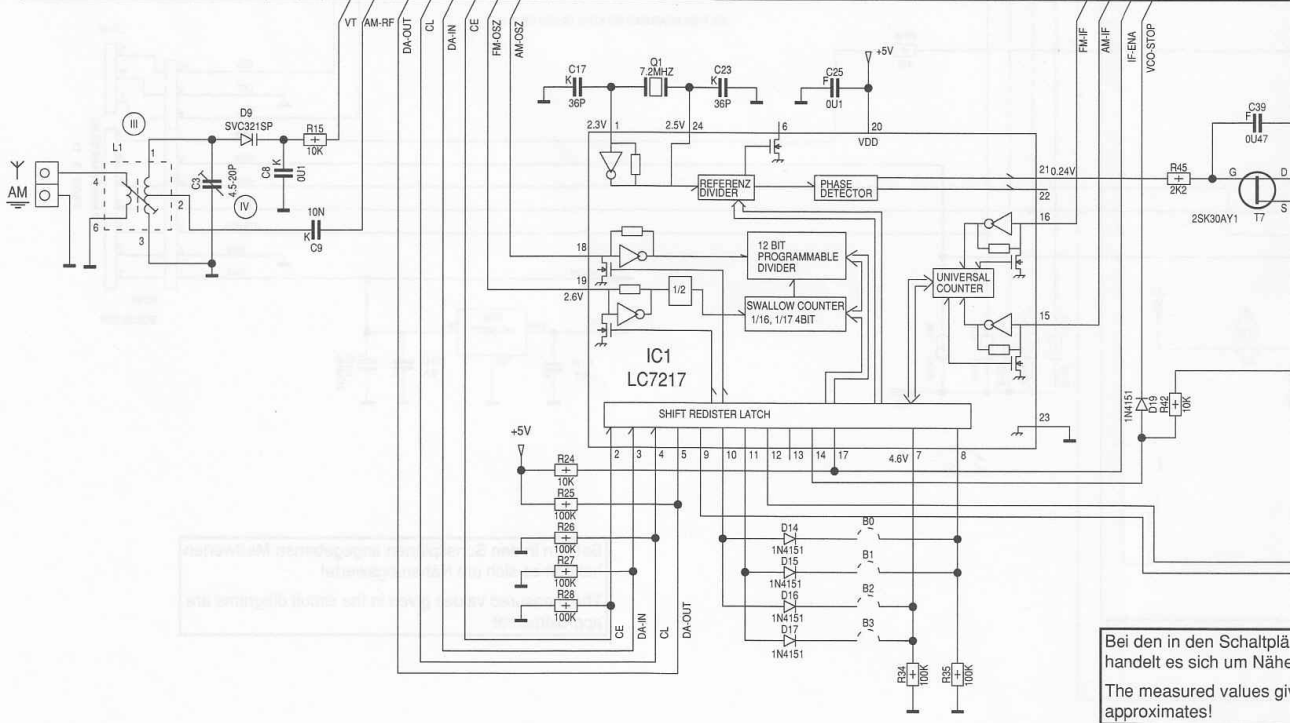 VT
AM-RF
DA-OUT
CL
DA-IN
CE
FM-OSZ
AM-OSZ
FM-IF
AM-IF
IF-ENA
VCO-STOP
C17
K
36P
Q1
7.2MHZ
C23
K
36P
C25
F
0U1
+5V
C39
F
0U47
III
D9
SVC321SP
R15
10K
L1
1
4
2
6
3
AM
C3
4.5-20P
IV
C8
K
0U1
10N
K
C9
2.3V
1
2.5V
24
6
20
VDD
REFERENZ
DIVIDER
PHASE
DETECTOR
21
0.24V
22
16
R45
2K2
G
D
S
2SK30AY1
T7
18
19
2.6V
1/2
12 BIT
PROGRAMMABLE
DIVIDER
SWALLOW COUNTER
1/16, 1/17 4BIT
UNIVERSAL
COUNTER
15
IC1
LC7217
SHIFT REDISTER LATCH
23
1N4151
D19
R42
10K
+5V
2
3
4
5
9
10
11
12
13
14
17
4.6V
7
8
R24
10K
R25
100K
R26
100K
R27
100K
R28
100K
CE
DA-IN
CL
DA-OUT
D14
1N4151
B0
D15
1N4151
B1
D16
1N4151
B2
D17
1N4151
B3
R34
100K
R35
100K
Bei den in den Schaltplä
handelt es sich um Nähe
The measured values giv
approximates!